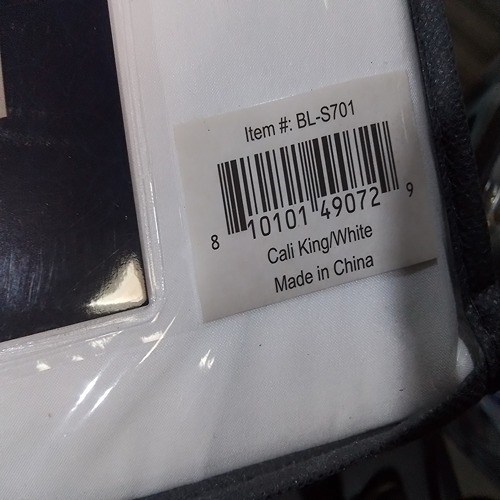 Item #: BL-S701
8 10101 49072 9
Cali King/White
Made in China